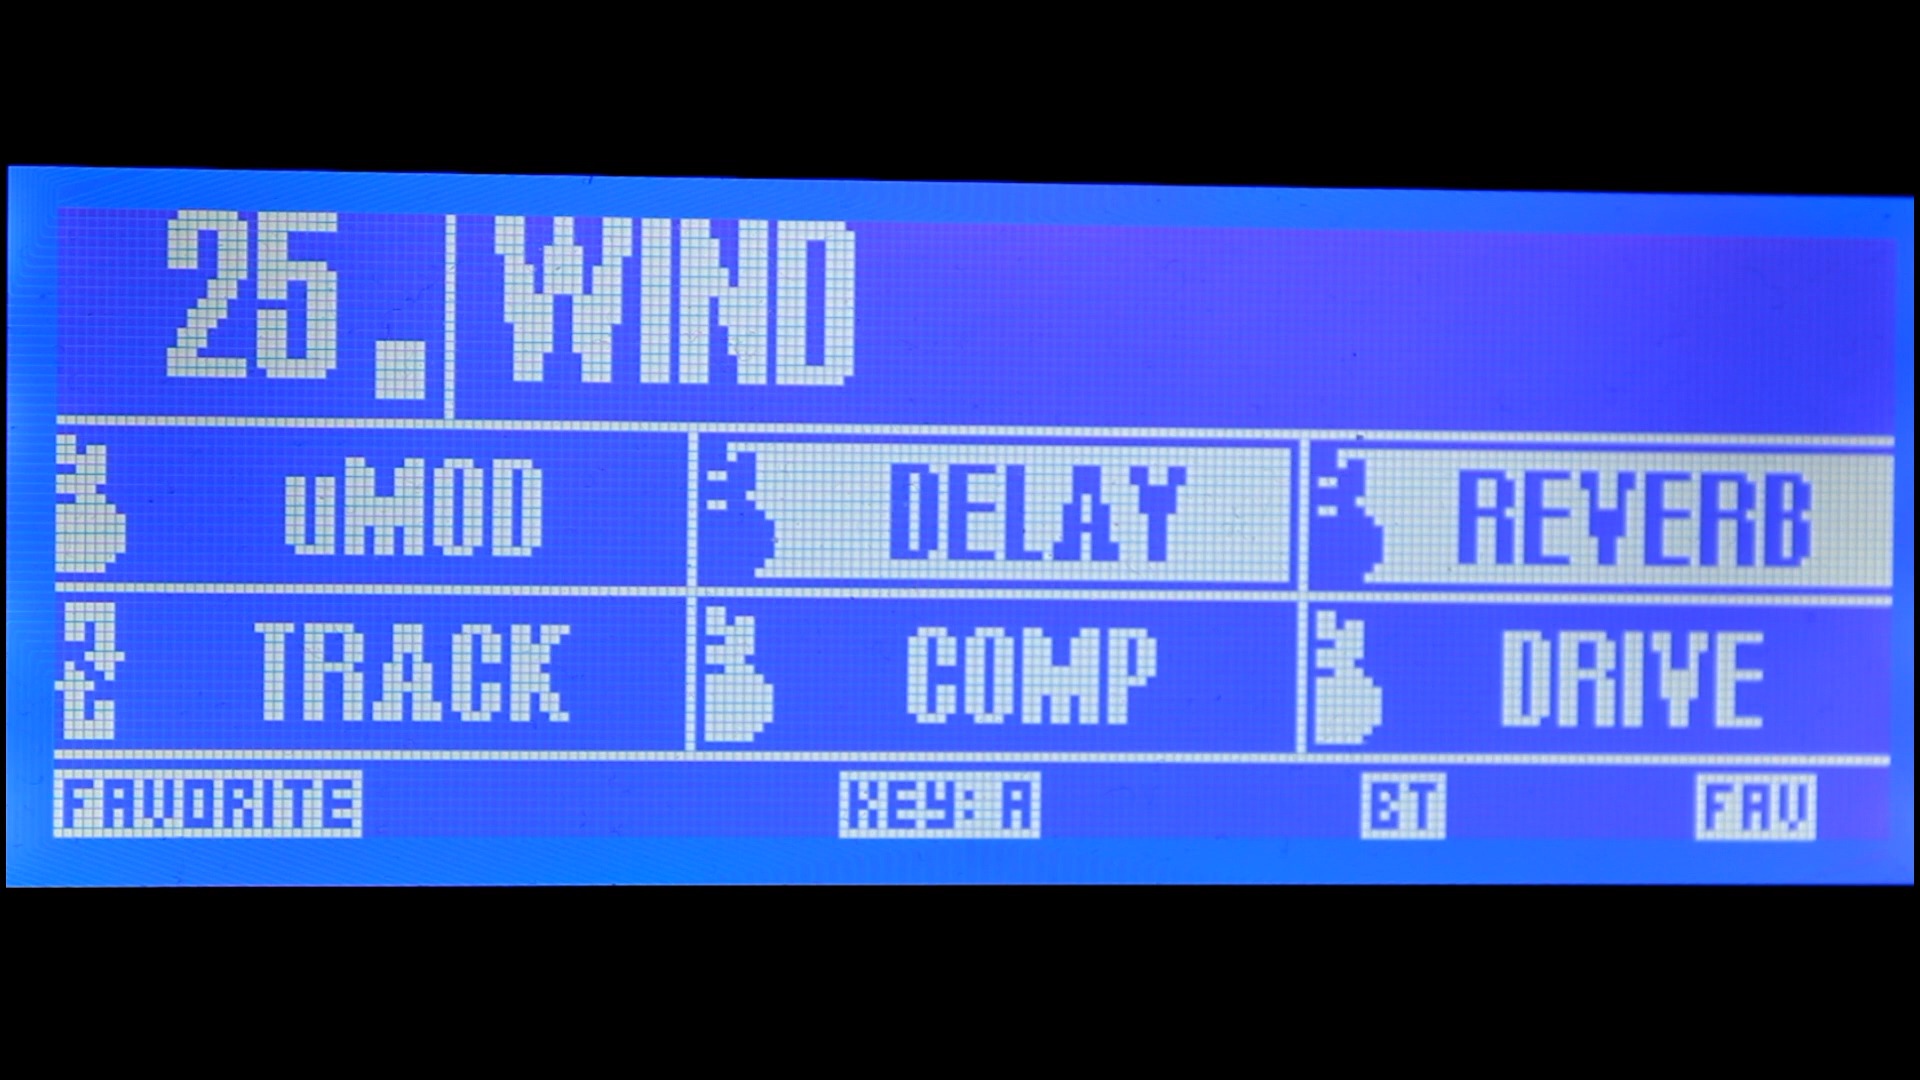 25. WIND
uMOD DELAY REVERB
TRACK COMP DRIVE
FAVORITE KEY: A BT FAV